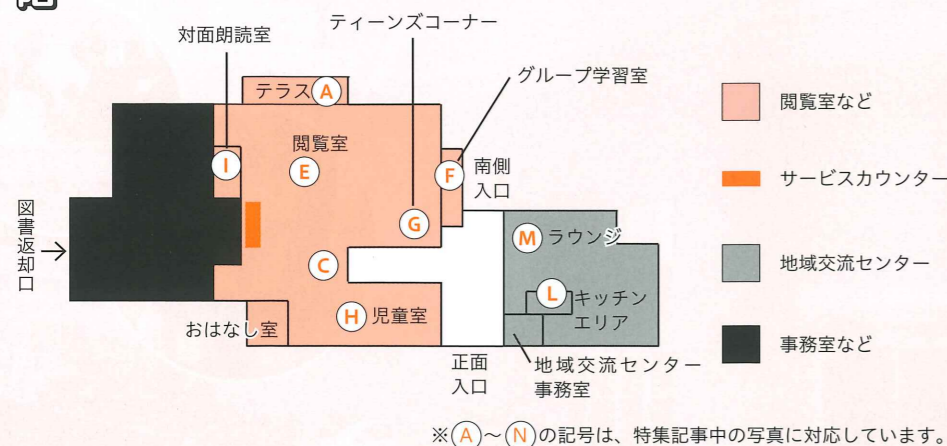 階
対面朗読室
ティーンズコーナー
グループ学習室
テラス A
閲覧室
E
I
F
南側
入口
G
図書返却口
C
M ラウンジ
L キッチン
エリア
H 児童室
おはなし室
正面
入口
地域交流センター
事務室
閲覧室など
サービスカウンター
地域交流センター
事務室など
※A～Nの記号は、特集記事中の写真に対応しています。